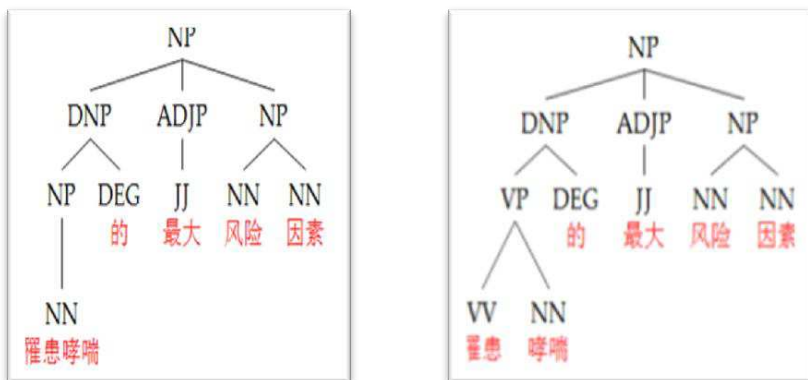 NP
DNP ADJP NP
NP DEG JJ NN NN
的 最大 风险 因素
NN
罹患哮喘
NP
DNP ADJP NP
VP DEG JJ NN NN
的 最大 风险 因素
VV NN
罹患 哮喘